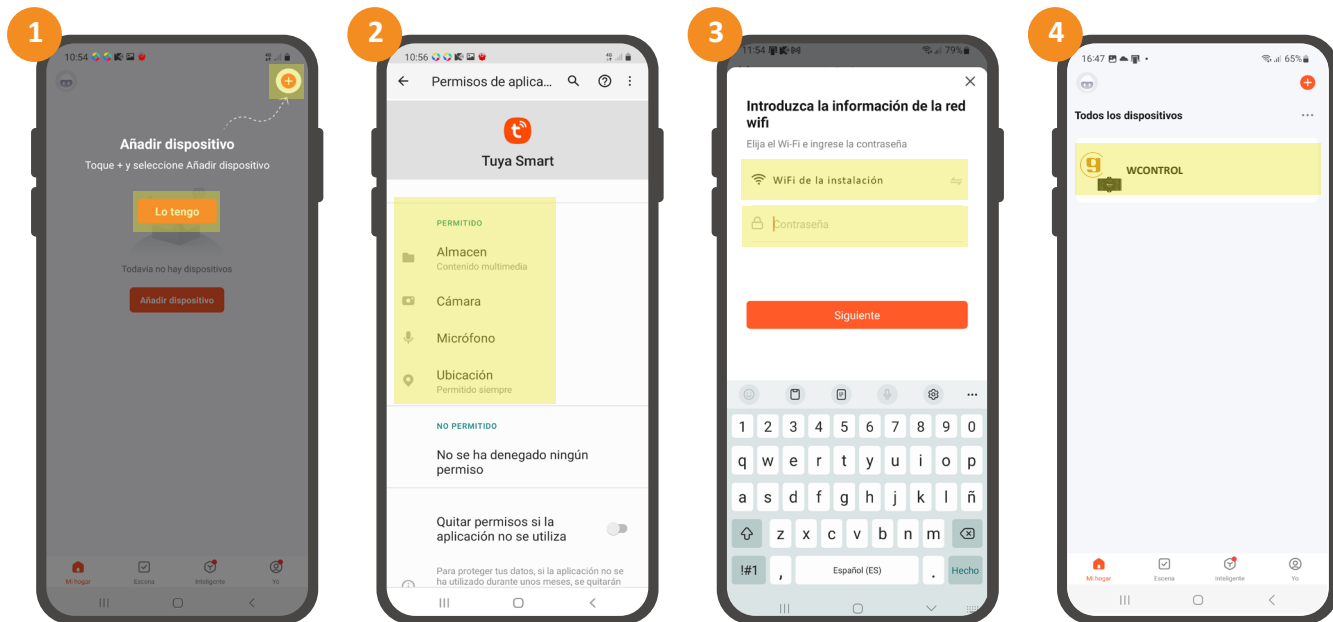 1
10:54
Añadir dispositivo
Toque + y seleccione Añadir dispositivo
Lo tengo
Todavía no hay dispositivos
Añadir dispositivo
Mi hogar
Escena
Inteligente
Yo
2
10:56
Permisos de aplica...
Tuya Smart
PERMITIDO
Almacen
Contenido multimedia
Cámara
Micrófono
Ubicación
Permitido siempre
NO PERMITIDO
No se ha denegado ningún
permiso
Quitar permisos si la
aplicación no se utiliza
Para proteger tus datos, si la aplicación no se
ha utilizado durante unos meses, se quitarán
3
11:54 79%
Introduzca la información de la red
wifi
Elija el Wi-Fi e ingrese la contraseña
WiFi de la instalación
Contraseña
Siguiente
1 2 3 4 5 6 7 8 9 0
q w e r t y u i o p
a s d f g h j k l ñ
z x c v b n m
!#1 , Español (ES) . Hecho
4
16:47 65%
Todos los dispositivos
WCONTROL
Mi hogar
Escena
Inteligente
Yo